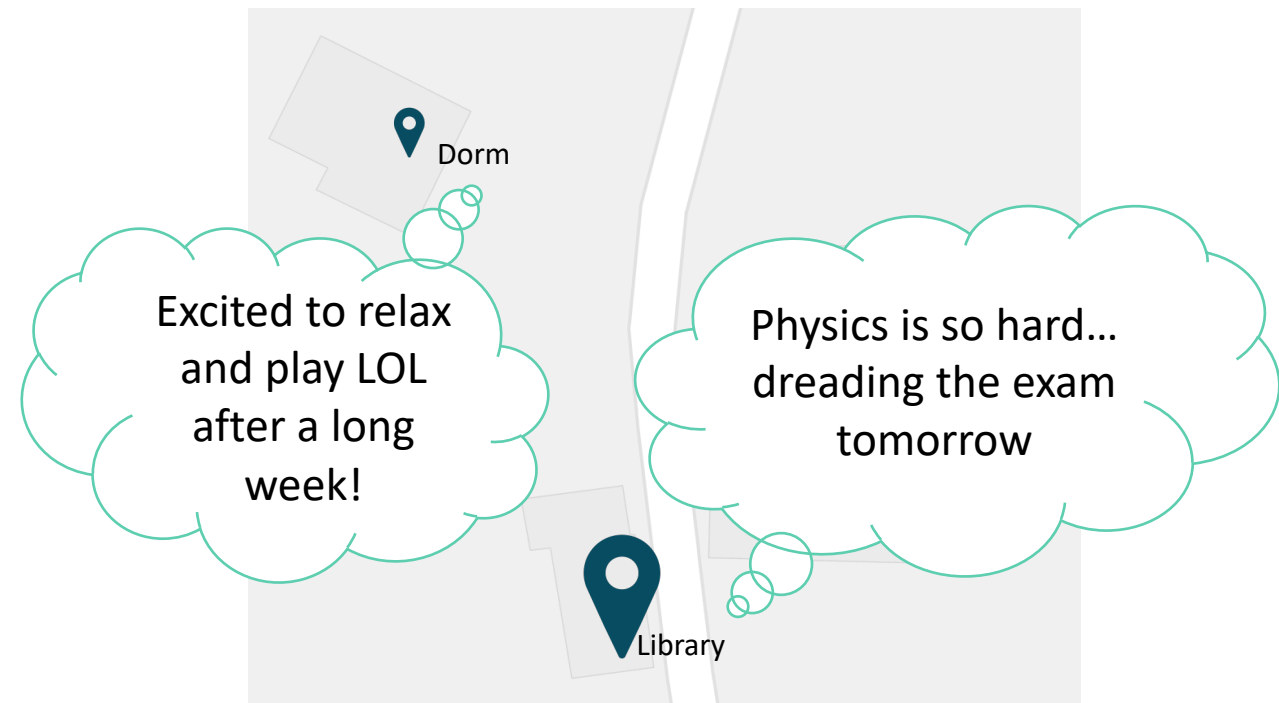 Dorm
Excited to relax
and play LOL
after a long
week!
Physics is so hard…
dreading the exam
tomorrow
Library